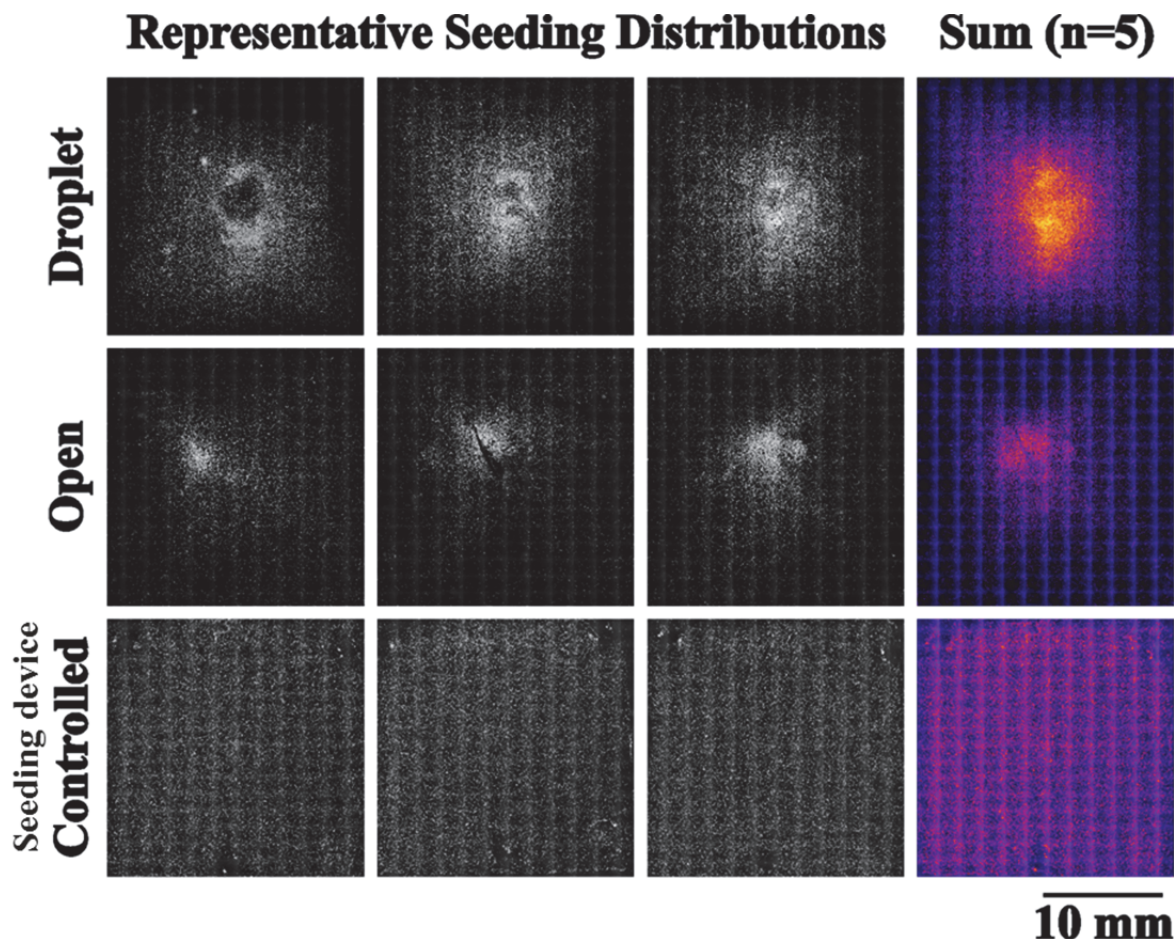 Representative Seeding Distributions
Sum (n=5)
Droplet
Open
Seeding device
Controlled
10 mm